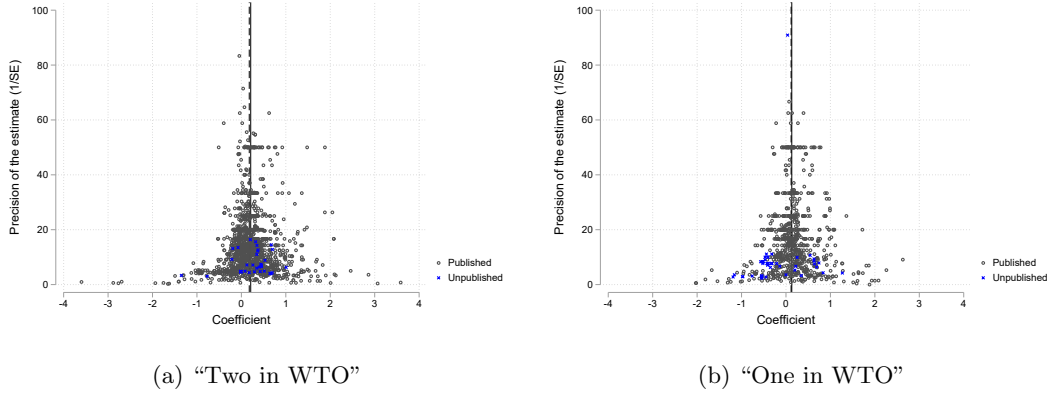 100
80
60
40
20
0
Precision of the estimate (1/SE)
-4 -3 -2 -1 0 1 2 3 4
Coefficient
Published
Unpublished
(a) “Two in WTO”
100
80
60
40
20
0
Precision of the estimate (1/SE)
-4 -3 -2 -1 0 1 2 3 4
Coefficient
Published
Unpublished
(b) “One in WTO”